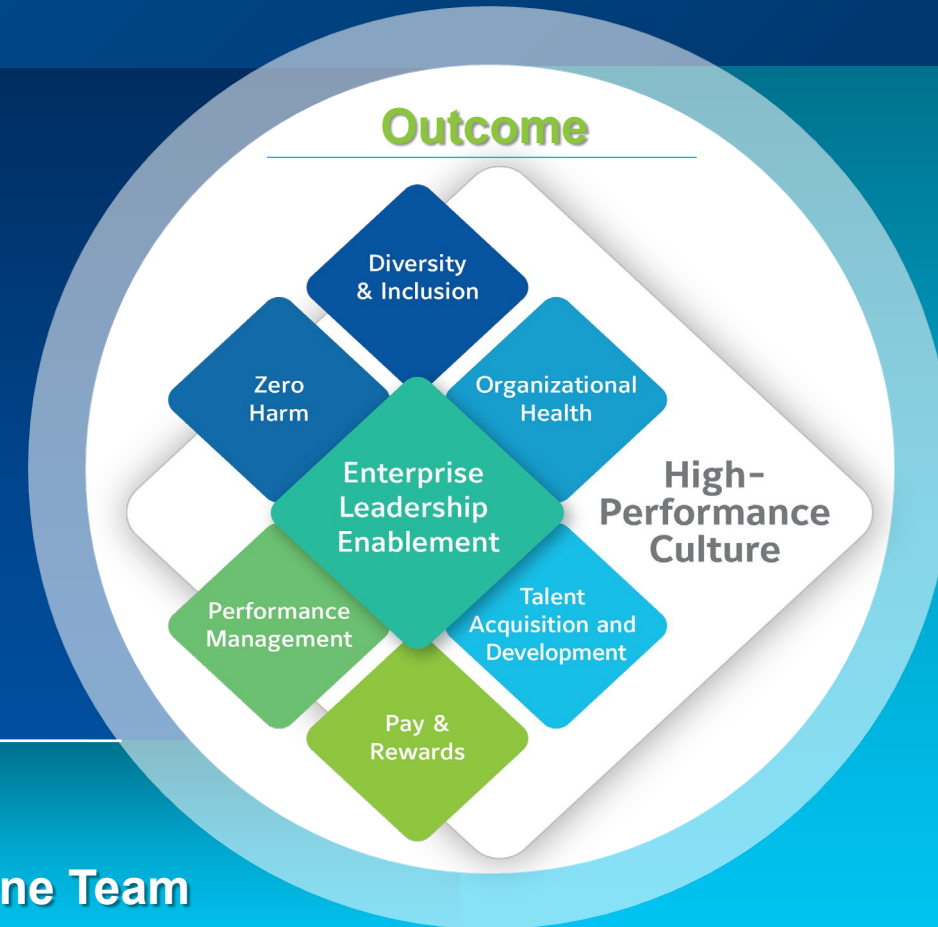 Outcome
Diversity
& Inclusion
Zero
Harm
Organizational
Health
Enterprise
Leadership
Enablement
High-
Performance
Culture
Performance
Management
Talent
Acquisition and
Development
Pay &
Rewards
ne Team